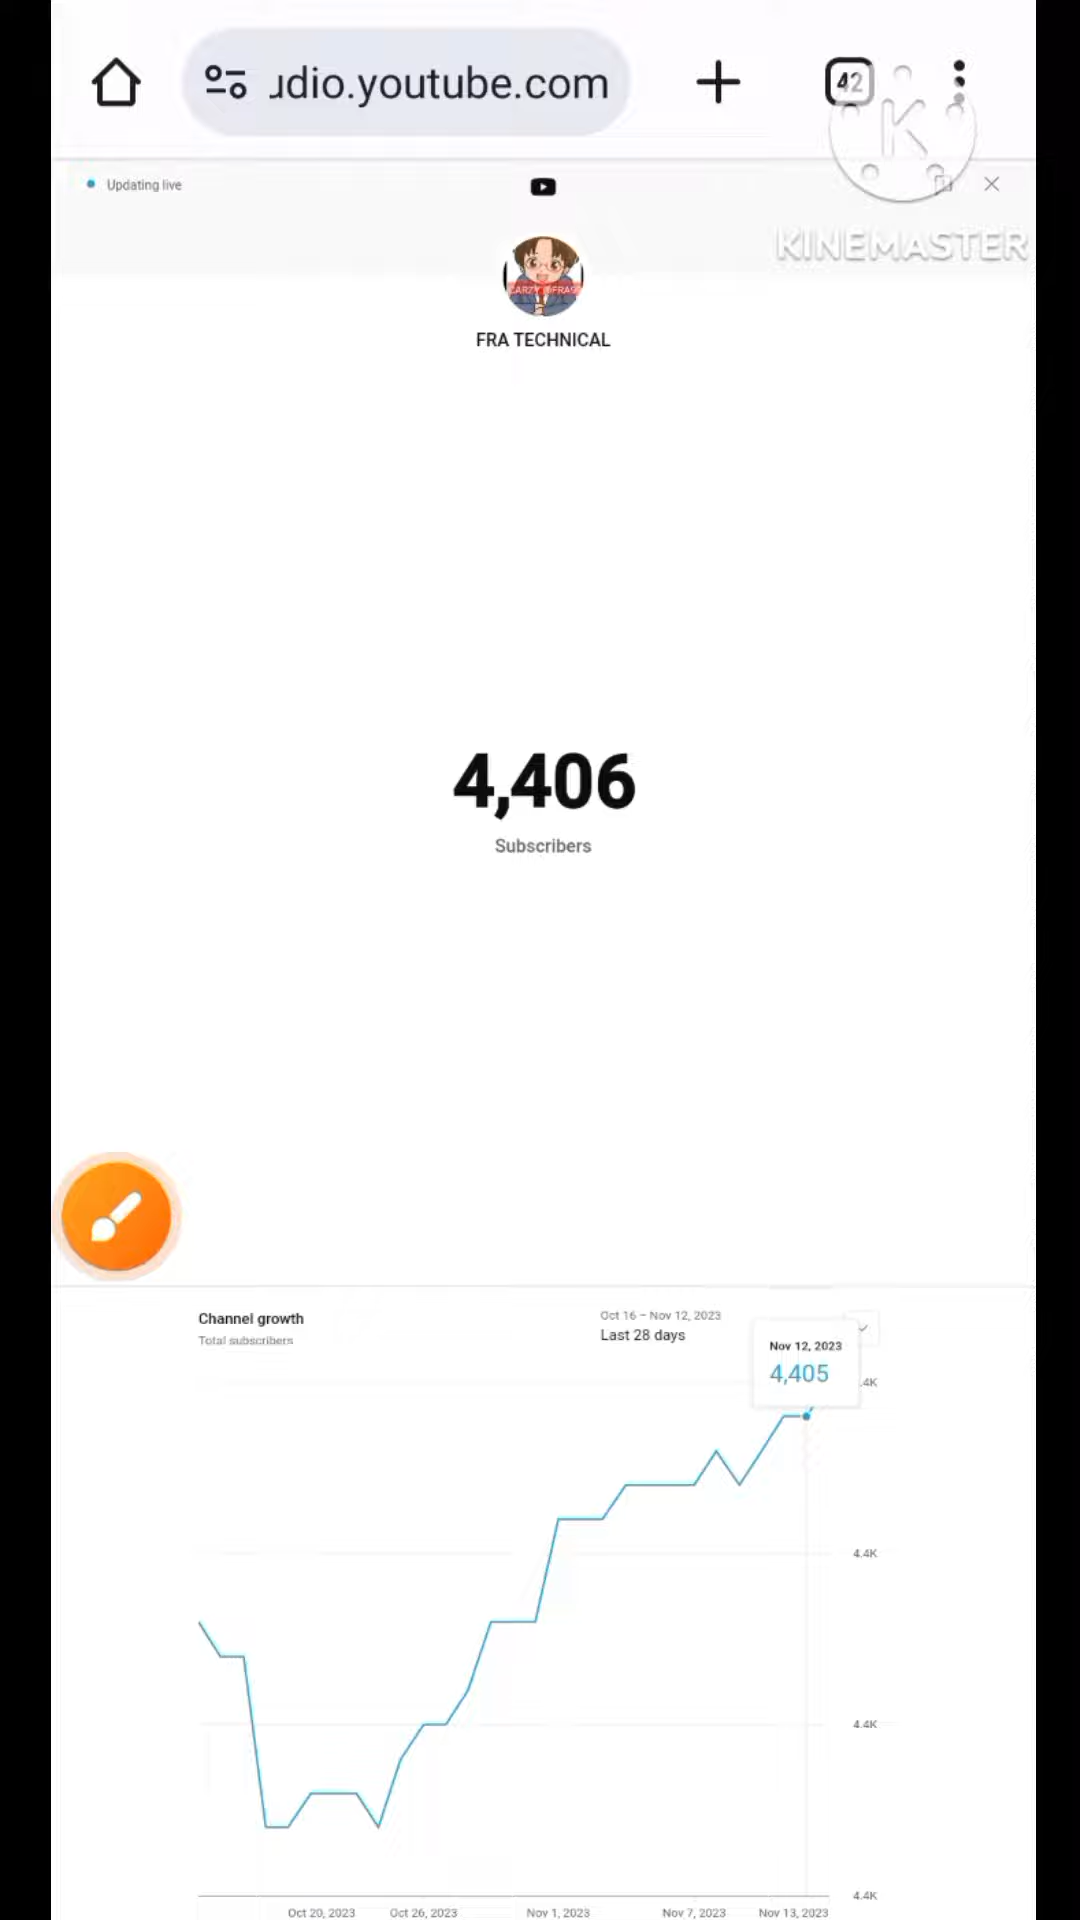 udio.youtube.com
42
K
KINEMASTER
Updating live
FRA TECHNICAL
4,406
Subscribers
Channel growth
Total subscribers
Oct 16 – Nov 12, 2023
Last 28 days
Nov 12, 2023
4,405
.4K
4.4K
4.4K
4.4K
Oct 20, 2023 Oct 26, 2023 Nov 1, 2023 Nov 7, 2023 Nov 13, 2023